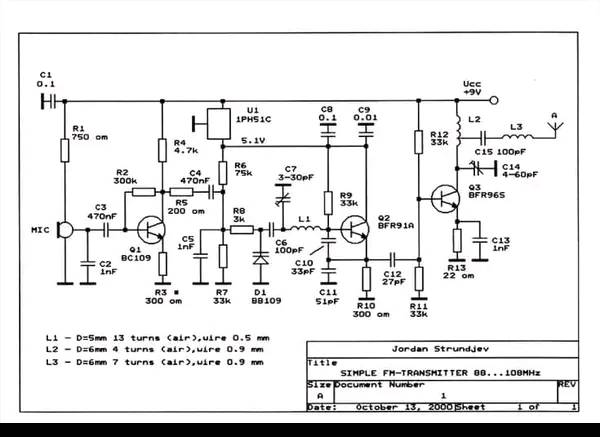 C1
0.1
R1
750 om
R4
4.7k
U1
1PH51C
5.1V
C8
0.1
C9
0.01
Ucc
+9V
L2
A
L3
C15 100pF
C14
4-60pF
R12
33k
R2
300k
C4
470nF
R5
200 om
R6
75k
C7
3-30pF
R9
33k
Q3
BFR96S
C3
470nF
MIC
R8
3k
L1
Q2
BFR91A
Q1
BC109
C2
1nF
C5
1nF
C6
100pF
C10
33pF
C12
27pF
C13
1nF
R13
22 om
R3
300 om
R7
33k
D1
BB109
C11
51pF
R10
300 om
R11
33k
L1 - D=5mm 13 turns (air),wire 0.5 mm
L2 - D=6mm 4 turns (air),wire 0.9 mm
L3 - D=6mm 7 turns (air),wire 0.9 mm
Jordan Strundjev
Title
SIMPLE FM-TRANSMITTER 88...108MHz
Size Document Number REV
A 1
Date: October 13, 2000 Sheet 1 of 1